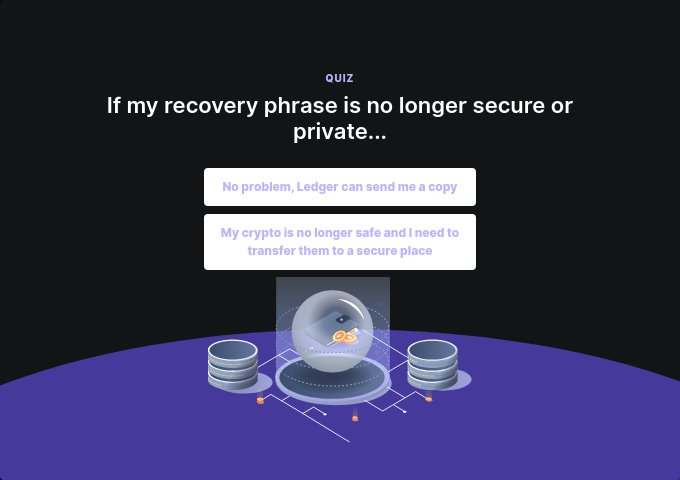 QUIZ
If my recovery phrase is no longer secure or
private...
No problem, Ledger can send me a copy
My crypto is no longer safe and I need to
transfer them to a secure place